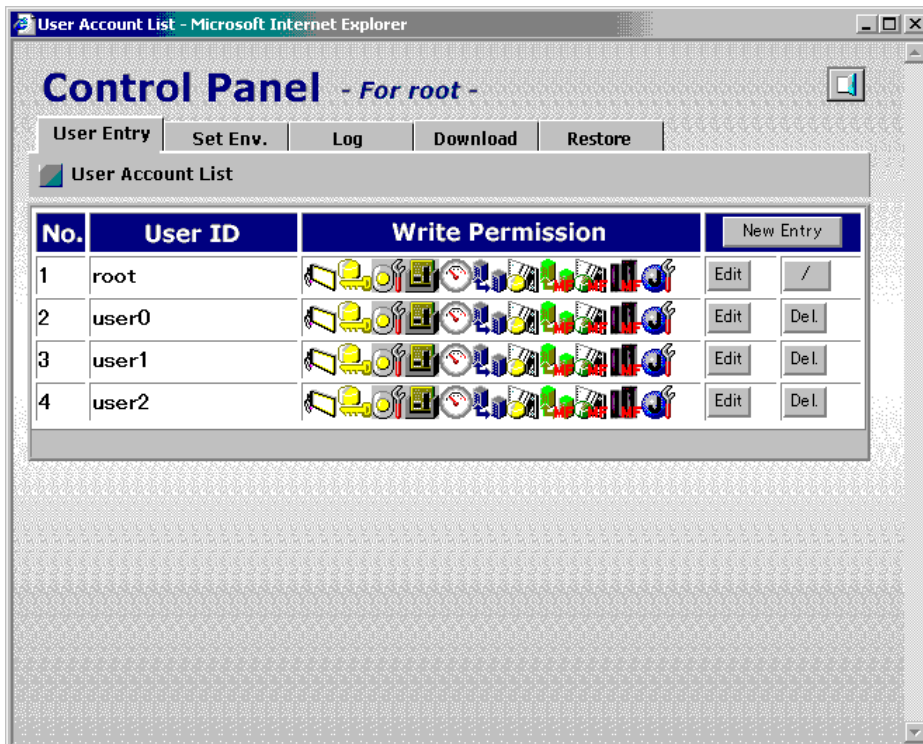 User Account List - Microsoft Internet Explorer
Control Panel - For root -
User Entry Set Env. Log Download Restore
User Account List
No. User ID Write Permission New Entry
1 root Edit /
2 user0 Edit Del.
3 user1 Edit Del.
4 user2 Edit Del.